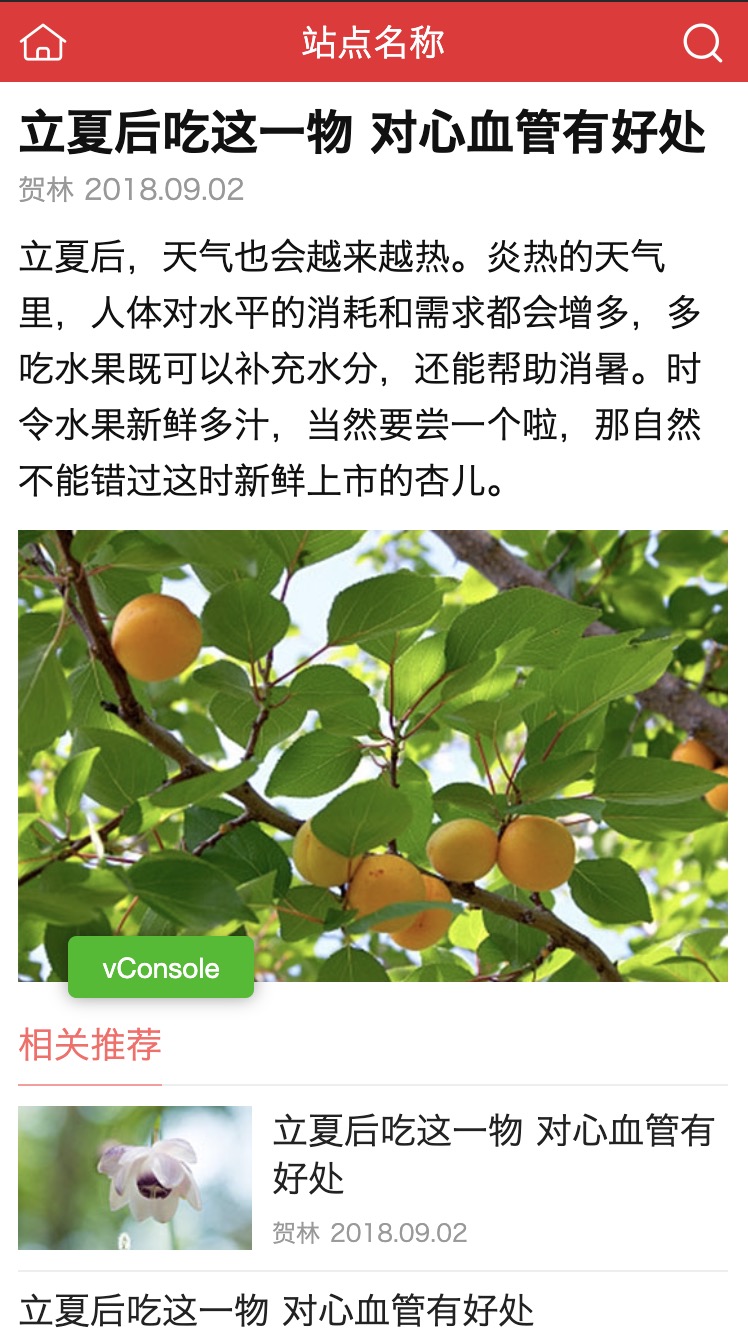 站点名称
立夏后吃这一物 对心血管有好处
贺林 2018.09.02
立夏后，天气也会越来越热。炎热的天气
里，人体对水平的消耗和需求都会增多，多
吃水果既可以补充水分，还能帮助消暑。时
令水果新鲜多汁，当然要尝一个啦，那自然
不能错过这时新鲜上市的杏儿。
vConsole
相关推荐
立夏后吃这一物 对心血管有
好处
贺林 2018.09.02
立夏后吃这一物 对心血管有好处